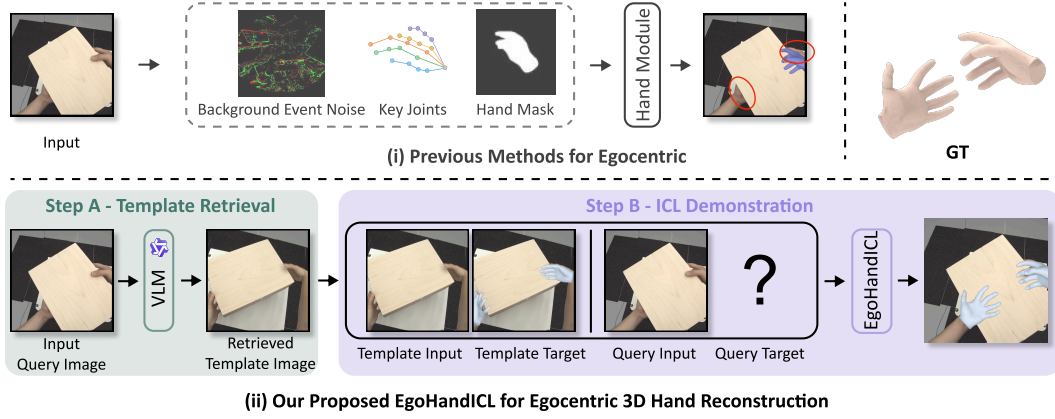 Input
Background Event Noise
Key Joints
Hand Mask
Hand Module
(i) Previous Methods for Egocentric
GT
Step A - Template Retrieval
Input
Query Image
VLM
Retrieved
Template Image
Step B - ICL Demonstration
Template Input
Template Target
Query Input
?
Query Target
EgoHandICL
(ii) Our Proposed EgoHandICL for Egocentric 3D Hand Reconstruction